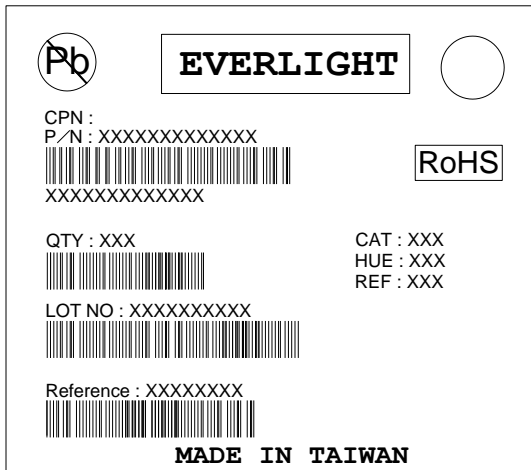 Pb
EVERLIGHT
CPN :
P/N : XXXXXXXXXXXXX
RoHS
XXXXXXXXXXXXX
QTY : XXX
CAT : XXX
HUE : XXX
REF : XXX
LOT NO : XXXXXXXXXX
Reference : XXXXXXXX
MADE IN TAIWAN